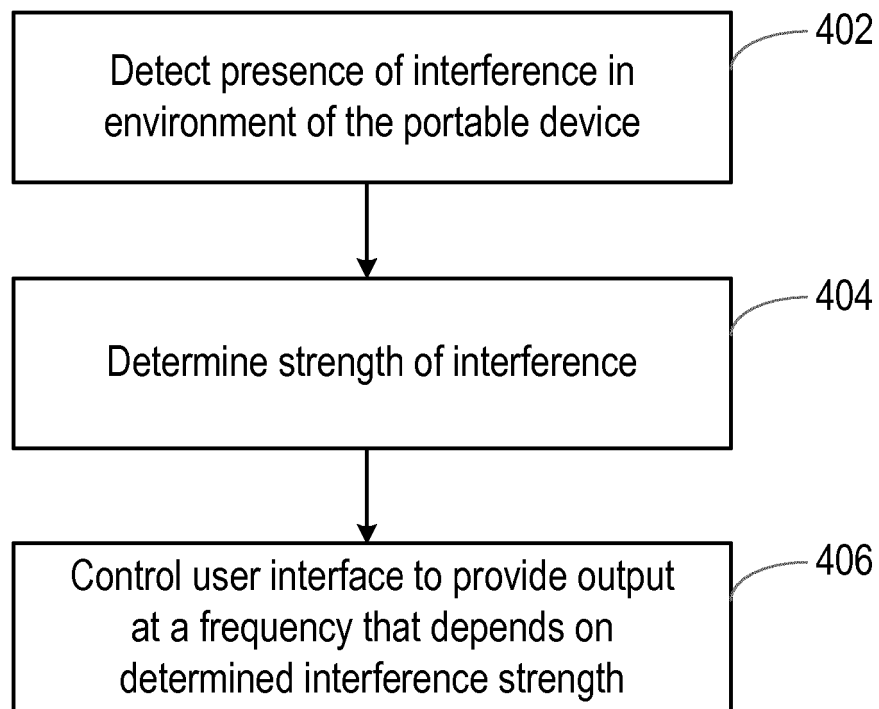 402
Detect presence of interference in
environment of the portable device
404
Determine strength of interference
406
Control user interface to provide output
at a frequency that depends on
determined interference strength